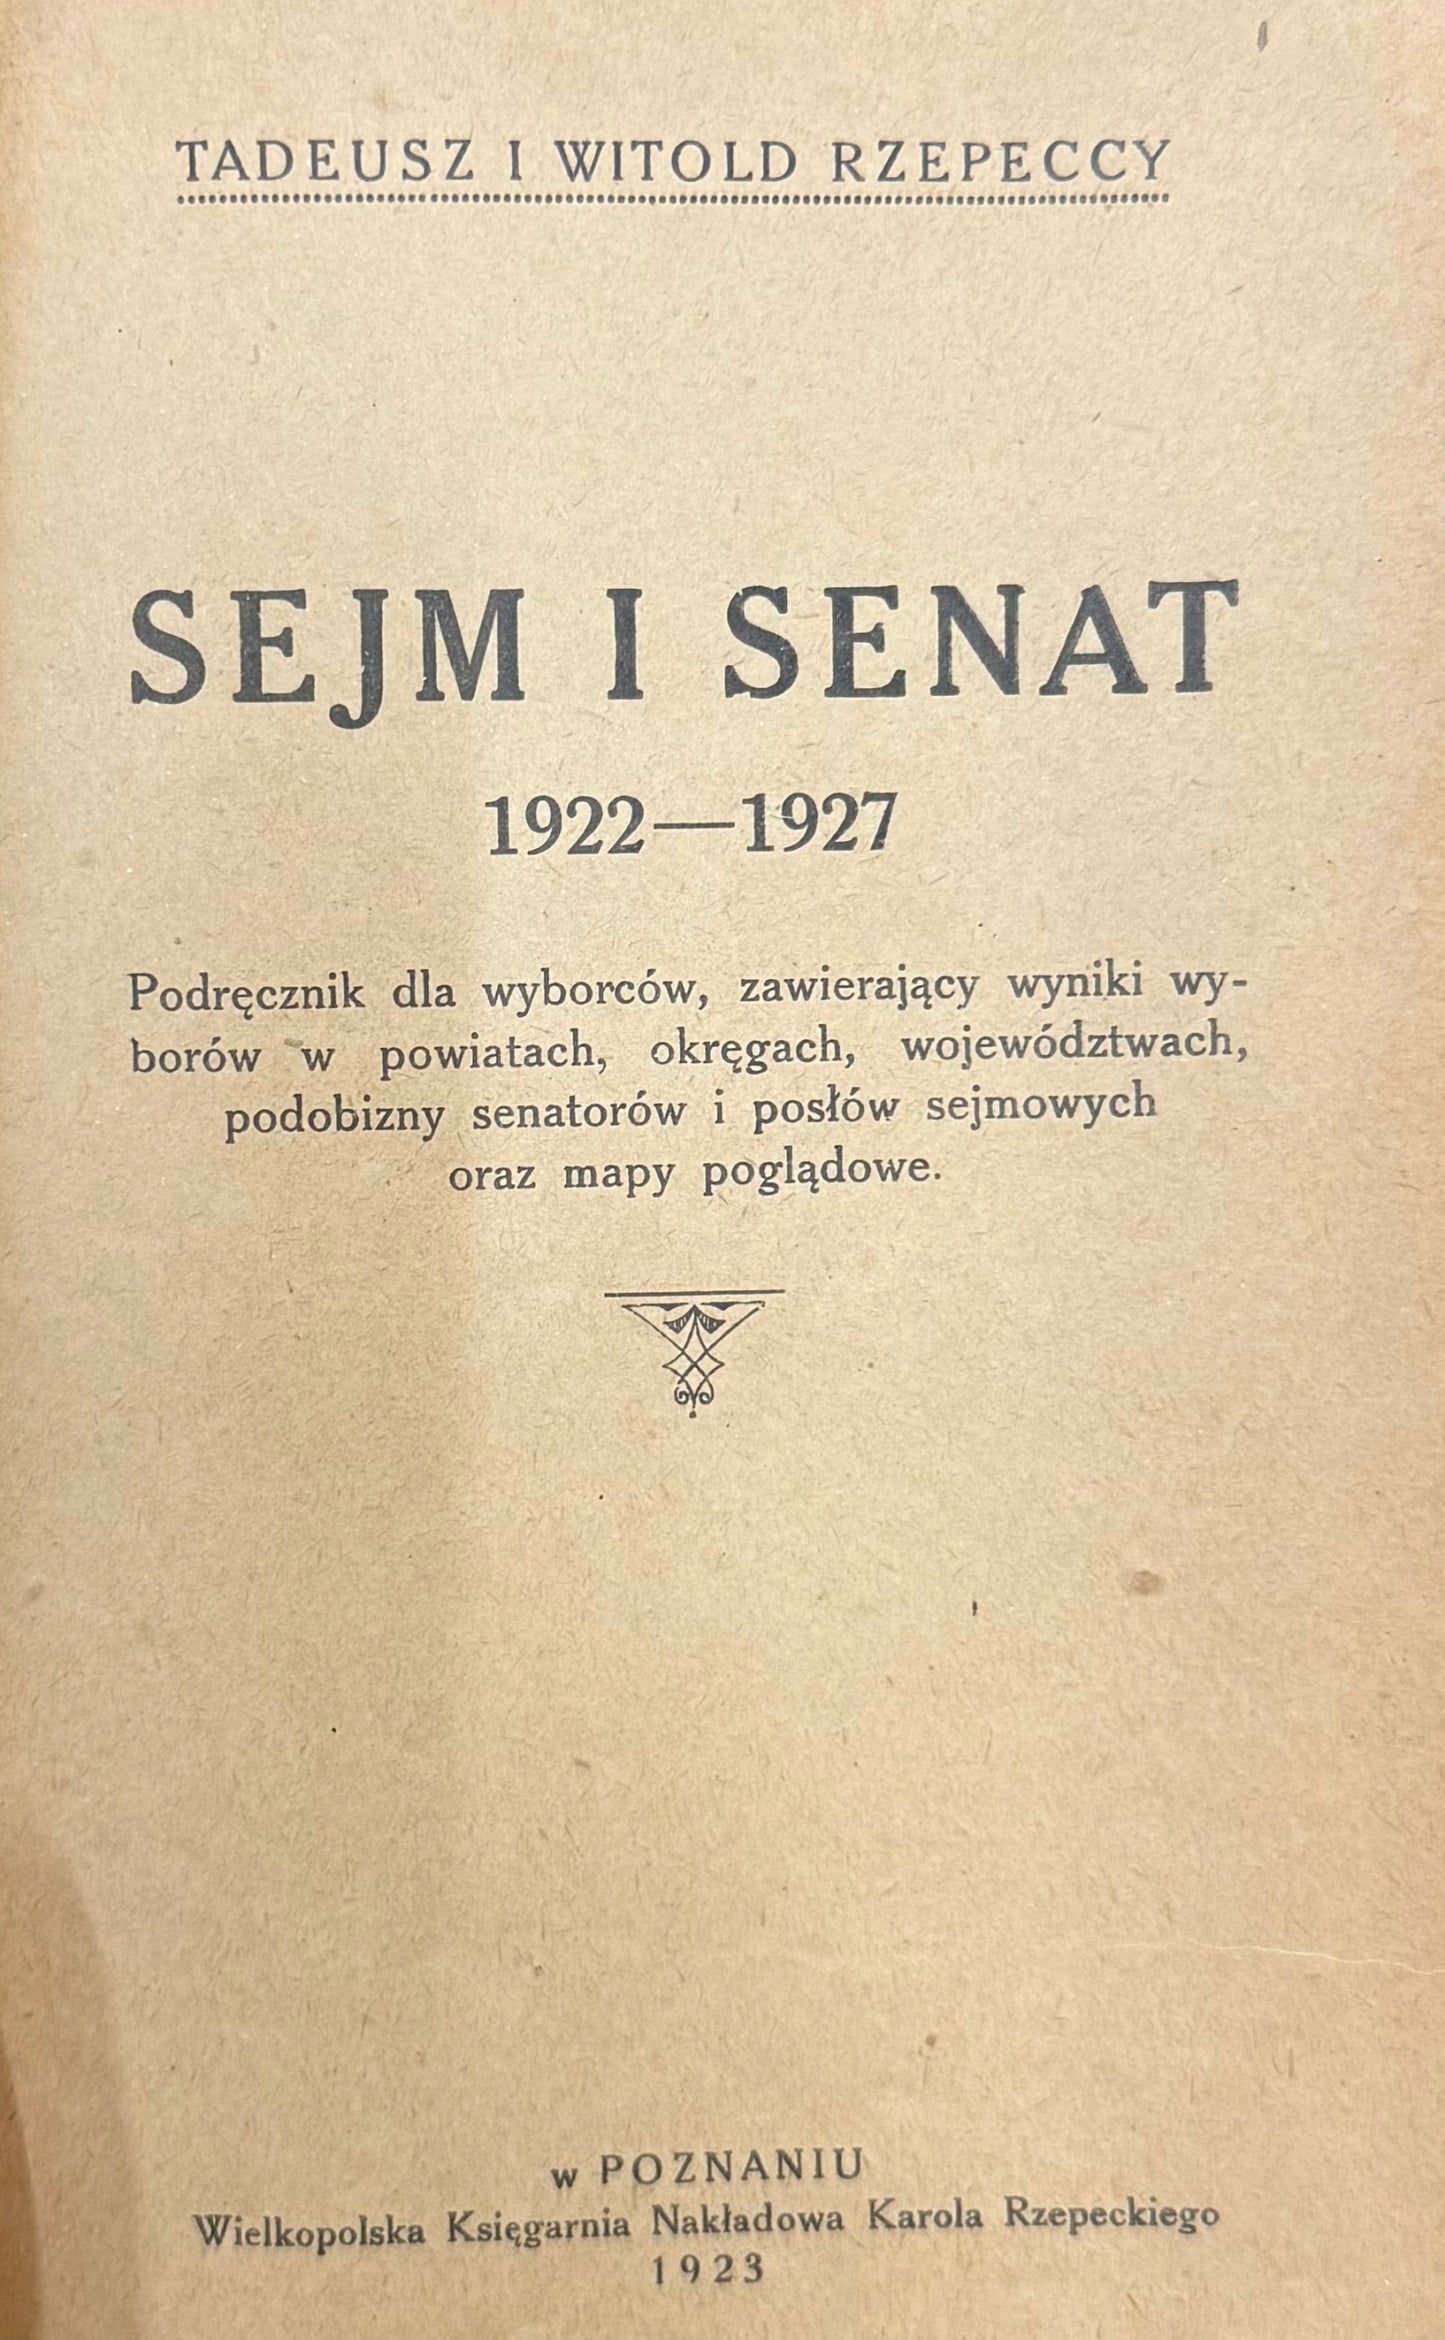 TADEUSZ I WITOLD RZEPECCY
SEJM I SENAT
1922—1927
Podręcznik dla wyborców, zawierający wyniki wy-
borów w powiatach, okręgach, województwach,
podobizny senatorów i posłów sejmowych
oraz mapy poglądowe.
w POZNANIU
Wielkopolska Księgarnia Nakładowa Karola Rzepeckiego
1923